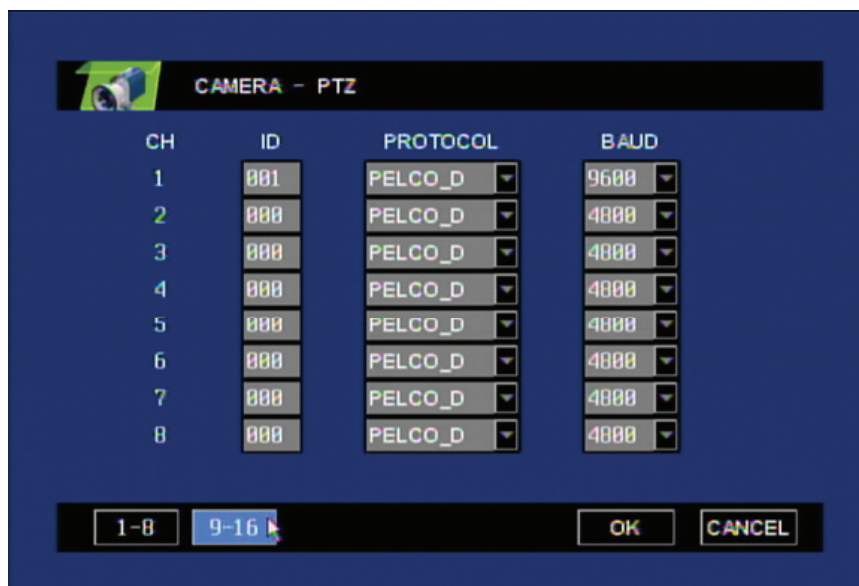 CAMERA - PTZ
CH ID PROTOCOL BAUD
1 001 PELCO_D 9600
2 000 PELCO_D 4800
3 000 PELCO_D 4800
4 000 PELCO_D 4800
5 000 PELCO_D 4800
6 000 PELCO_D 4800
7 000 PELCO_D 4800
8 000 PELCO_D 4800
1-8 9-16 OK CANCEL